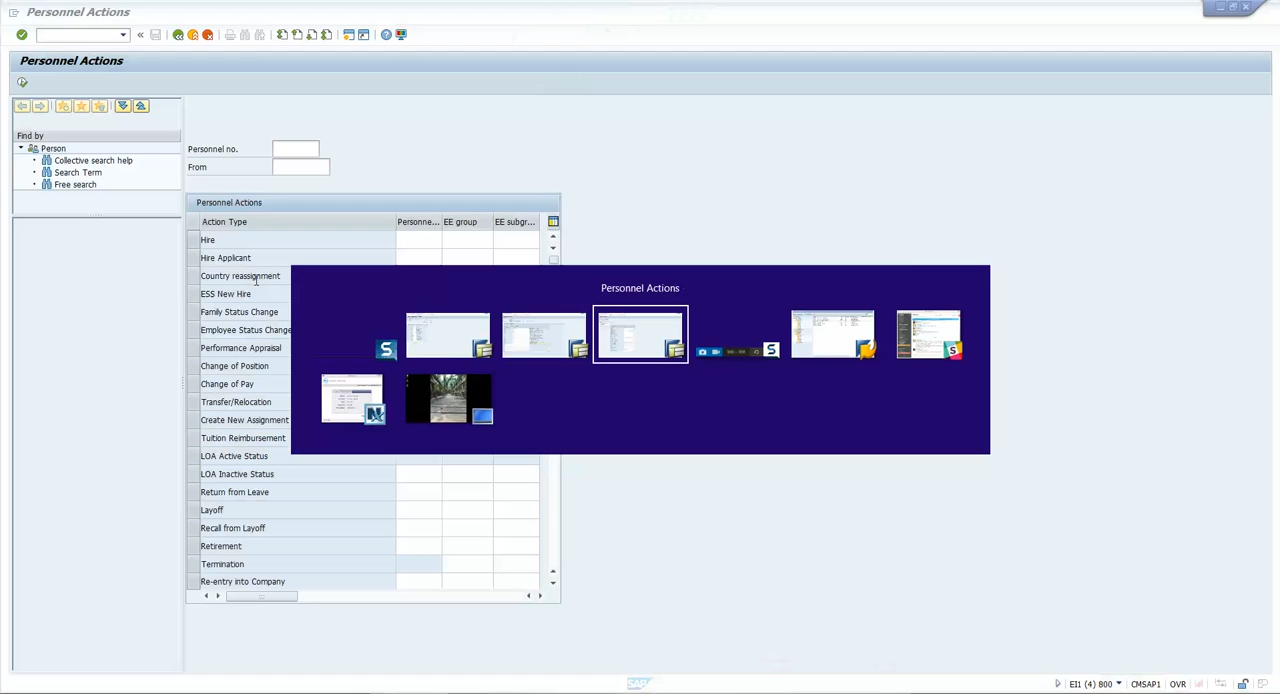 Personnel Actions
Personnel Actions
Find by
Person
Collective search help
Search Term
Free search
Personnel no.
From
Personnel Actions
Action Type Personne... EE group EE subgr...
Hire
Hire Applicant
Country reassignment
ESS New Hire
Family Status Change
Employee Status Change
Performance Appraisal
Change of Position
Change of Pay
Transfer/Relocation
Create New Assignment
Tuition Reimbursement
LOA Active Status
LOA Inactive Status
Return from Leave
Layoff
Recall from Layoff
Retirement
Termination
Re-entry into Company
Personnel Actions
S
S
S
N
SAP
EI1 (4) 800 CMSAP1 OVR